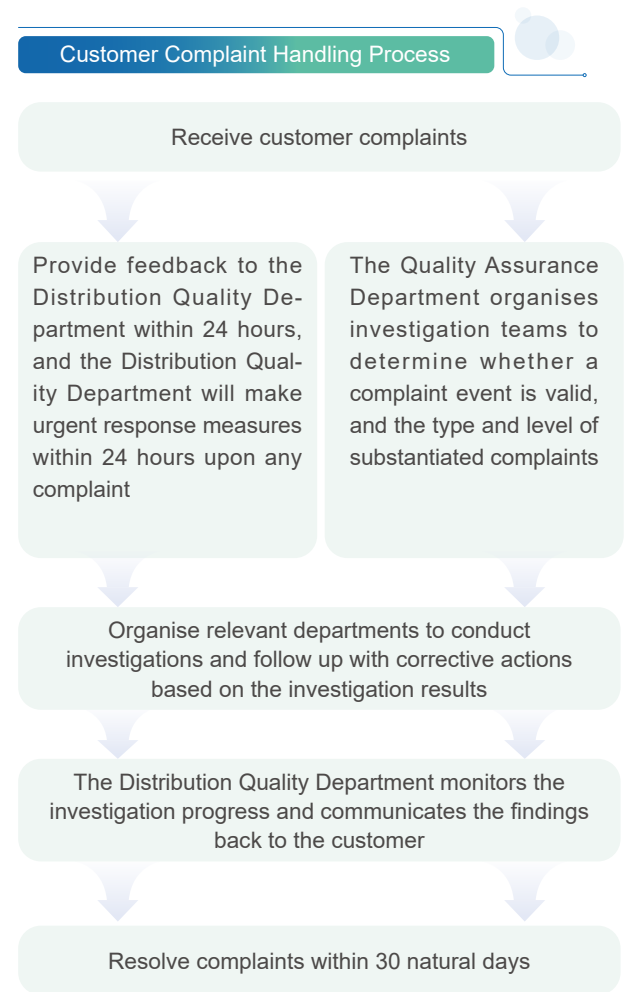 Customer Complaint Handling Process
Receive customer complaints
Provide feedback to the
Distribution Quality De-
partment within 24 hours,
and the Distribution Qual-
ity Department will make
urgent response measures
within 24 hours upon any
complaint
The Quality Assurance
Department organises
investigation teams to
determine whether a
complaint event is valid,
and the type and level of
substantiated complaints
Organise relevant departments to conduct
investigations and follow up with corrective actions
based on the investigation results
The Distribution Quality Department monitors the
investigation progress and communicates the findings
back to the customer
Resolve complaints within 30 natural days